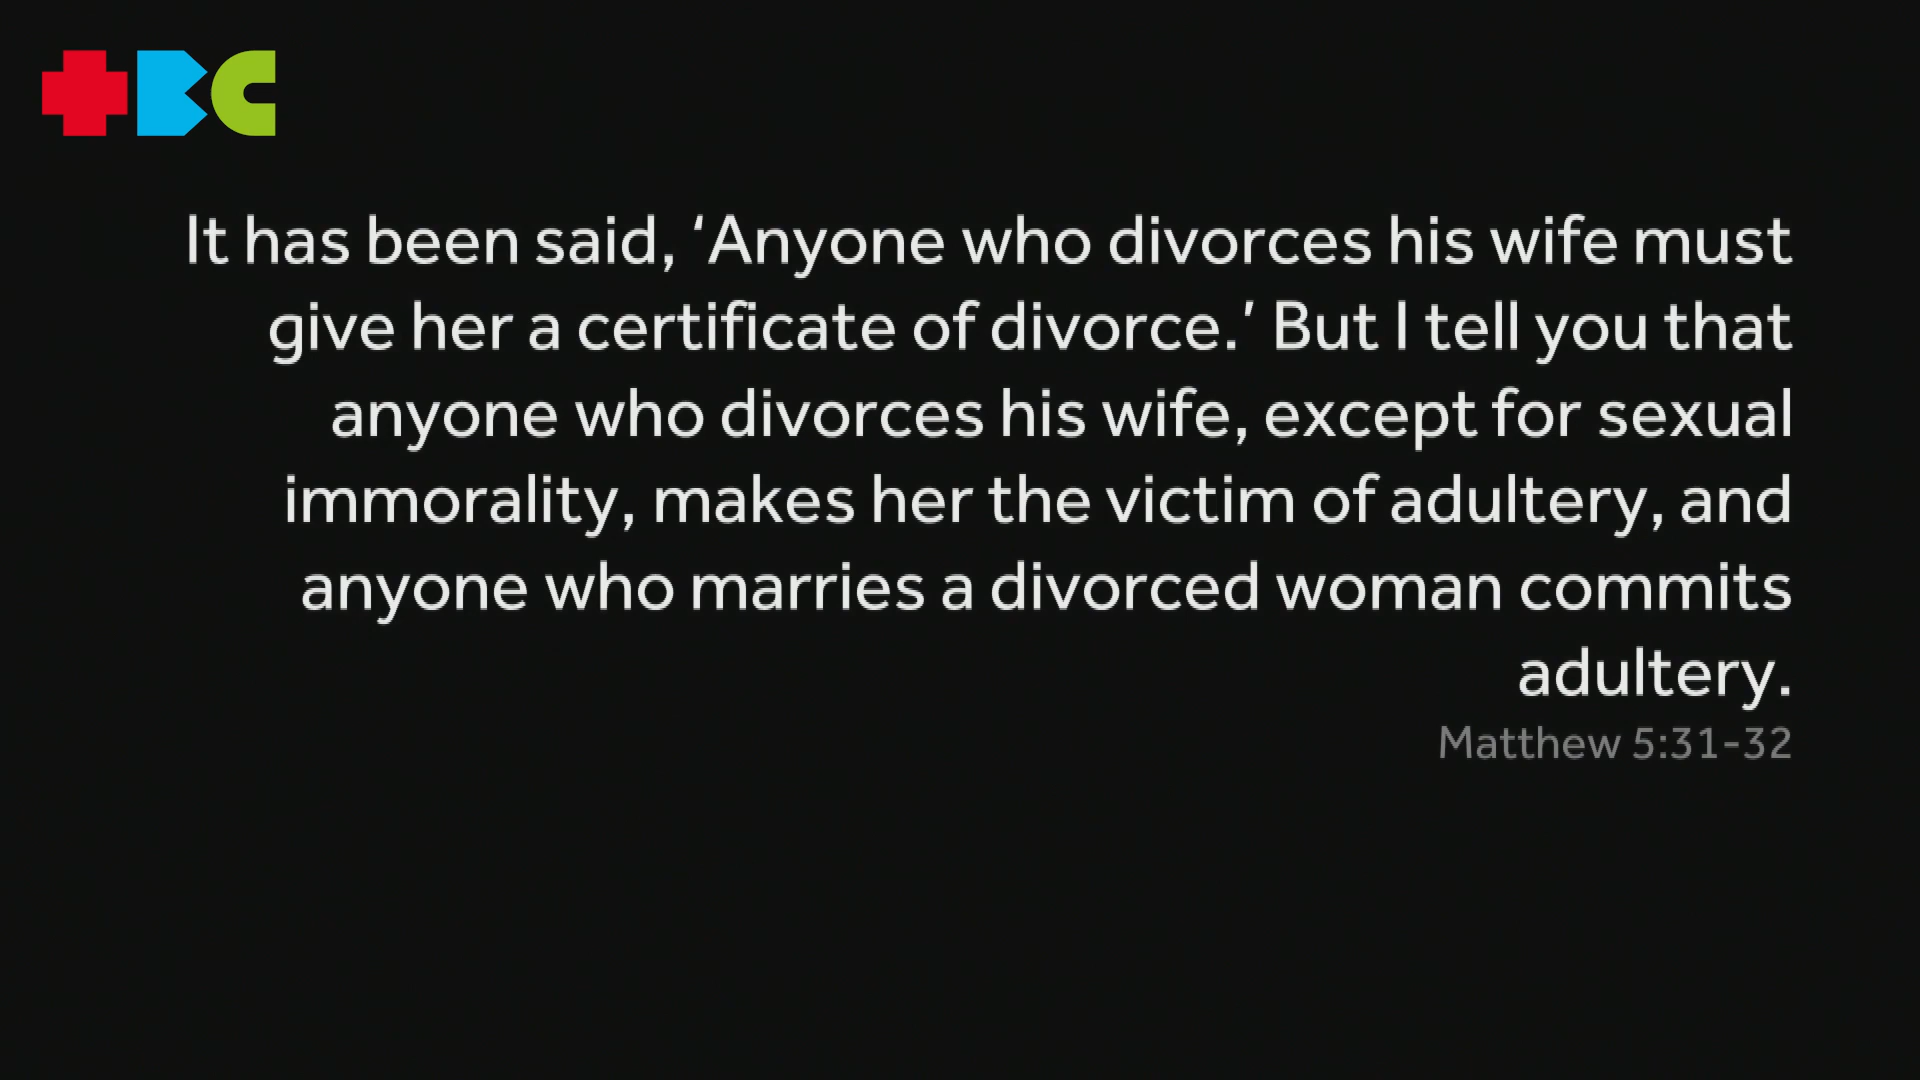 It has been said, ‘Anyone who divorces his wife must
give her a certificate of divorce.’ But I tell you that
anyone who divorces his wife, except for sexual
immorality, makes her the victim of adultery, and
anyone who marries a divorced woman commits
adultery.
Matthew 5:31-32